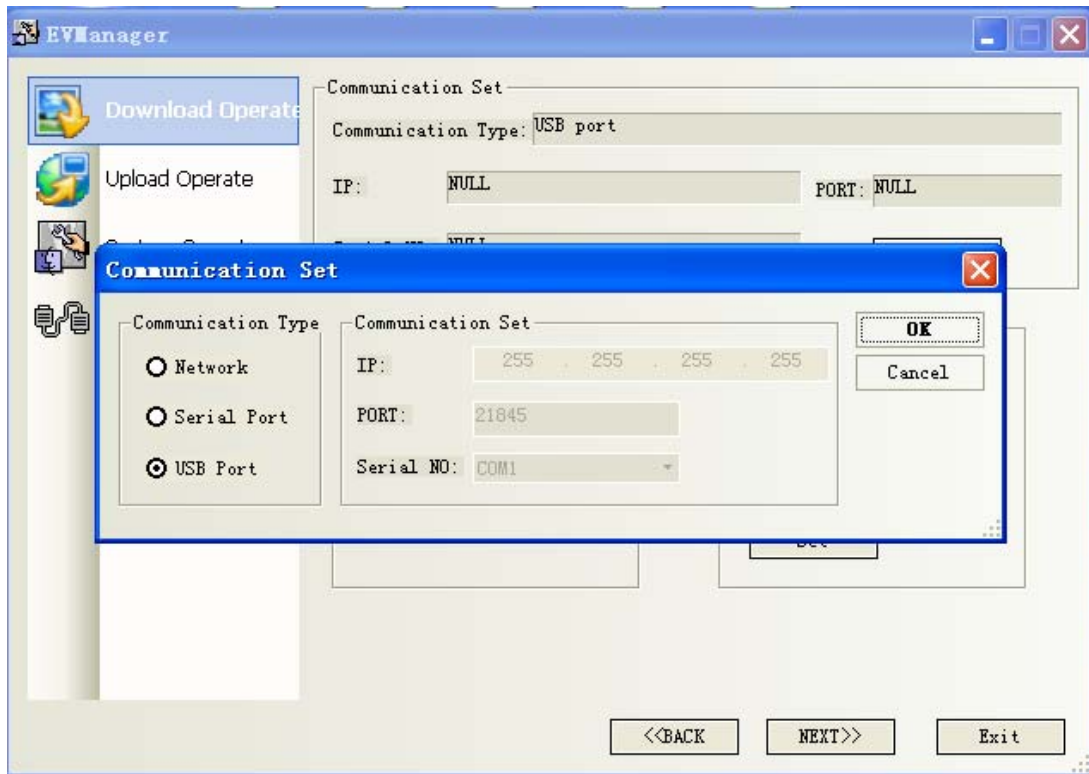 EVManager
Download Operate
Upload Operate
Communication Set
Communication Type: USB port
IP: NULL PORT: NULL
NULL
Communication Set
Communication Type
Network
Serial Port
USB Port
Communication Set
IP: 255 . 255 . 255 . 255
PORT: 21845
Serial NO: COM1
OK
Cancel
<<BACK NEXT>> Exit